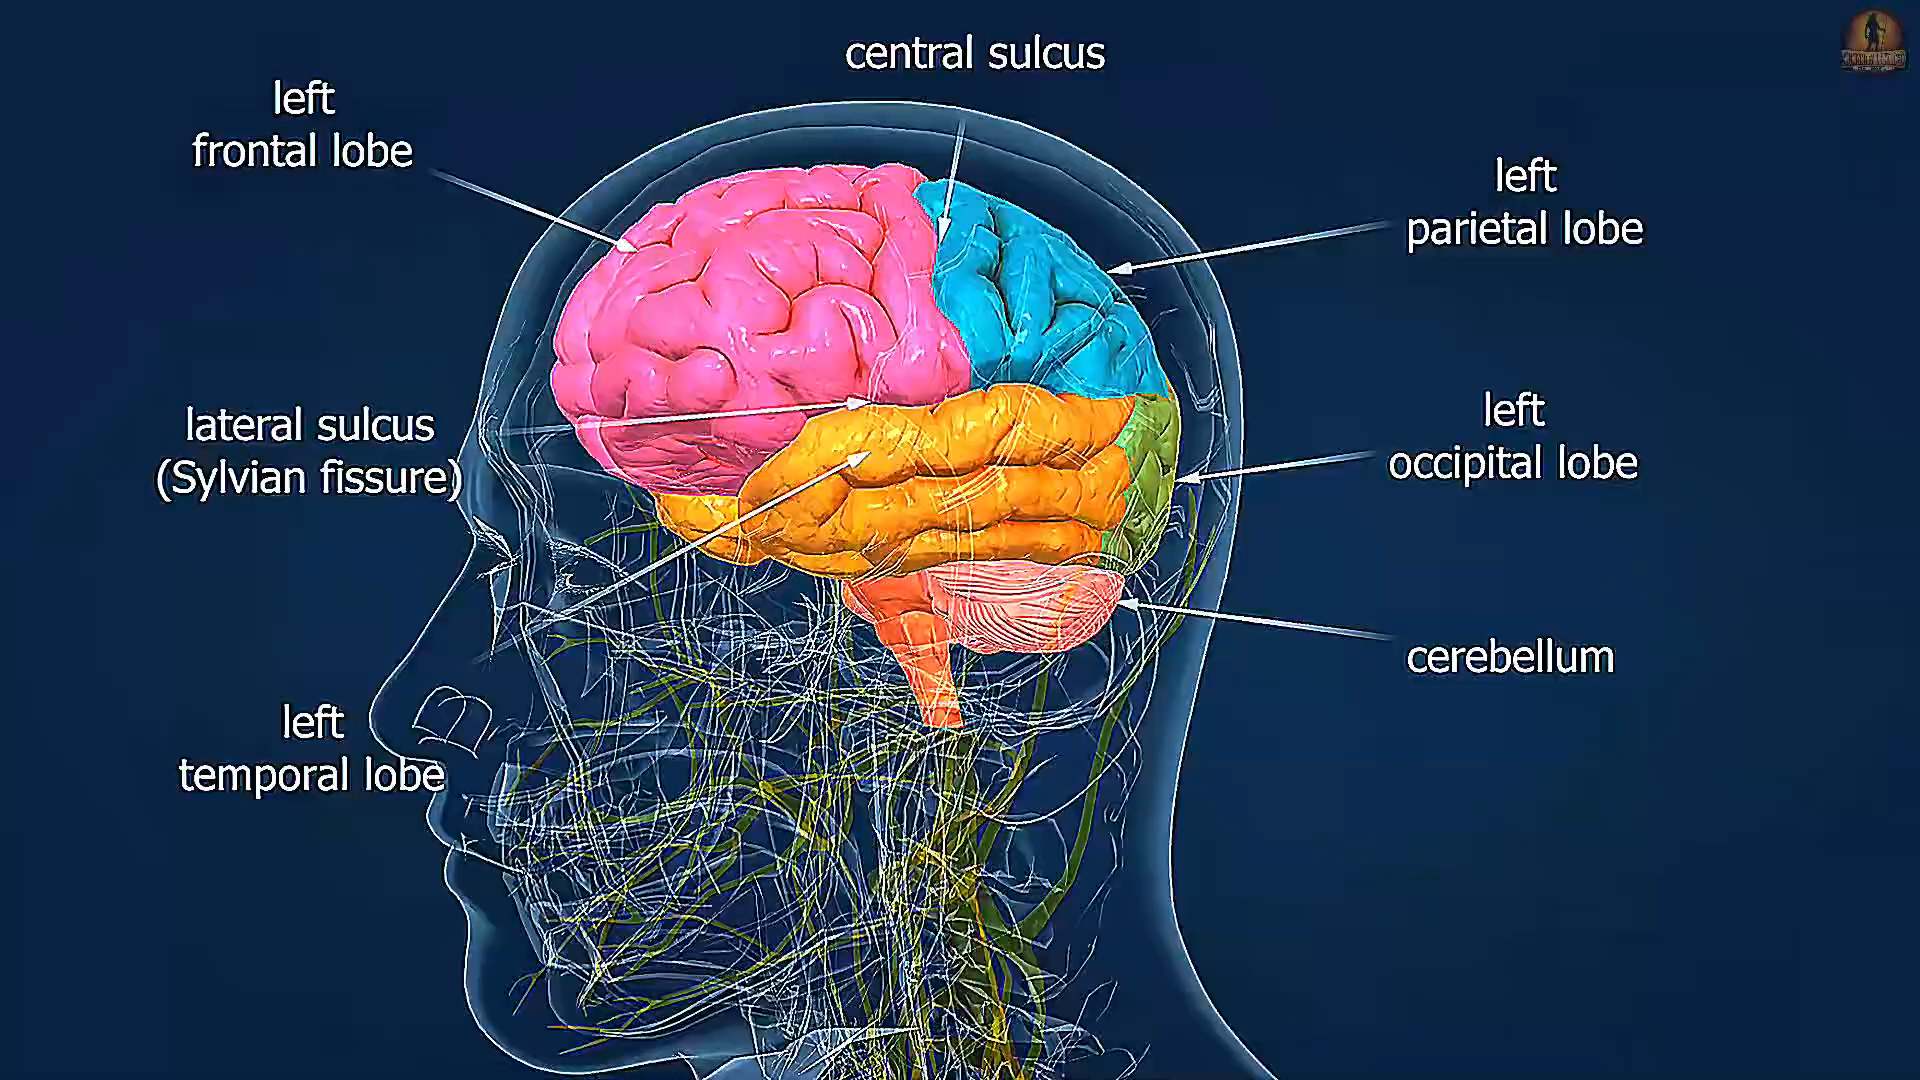 central sulcus
left
frontal lobe
left
parietal lobe
lateral sulcus
(Sylvian fissure)
left
occipital lobe
cerebellum
left
temporal lobe